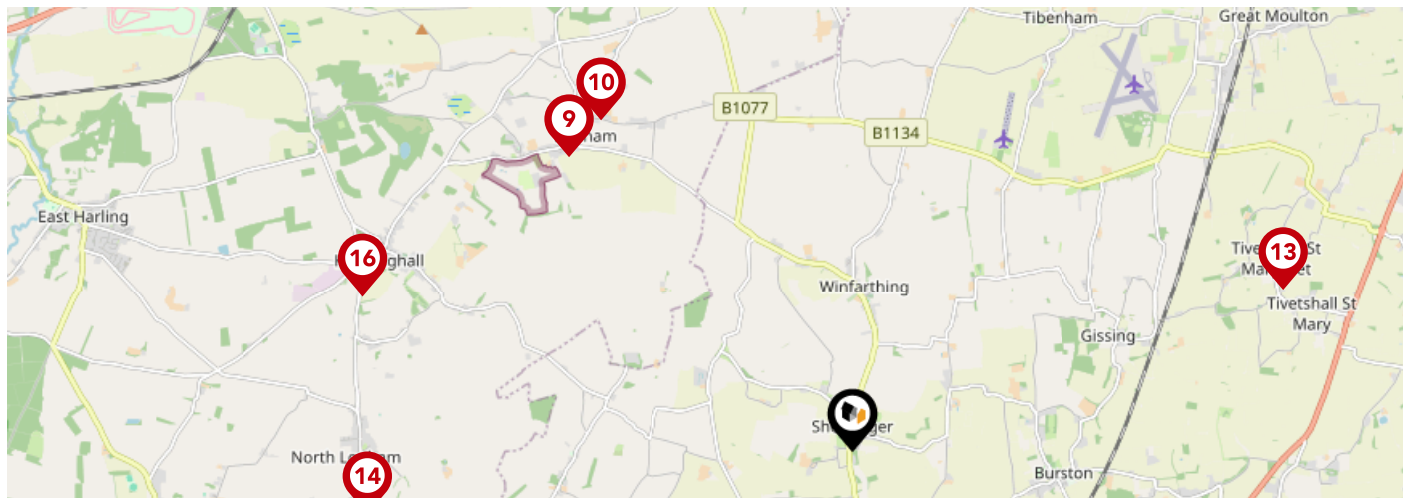 Tibenham
Great Moulton
10
B1077
9
B1134
East Harling
16
13
Winfarthing
Tivetshall St
Mary
Gissing
North
14
Burston